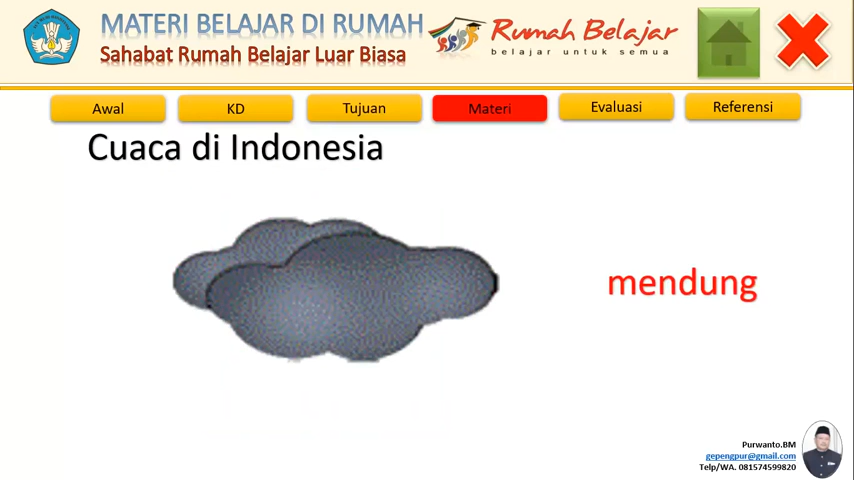 MATERI BELAJAR DI RUMAH
Sahabat Rumah Belajar Luar Biasa
Rumah Belajar
belajar untuk semua
Awal
KD
Tujuan
Materi
Evaluasi
Referensi
Cuaca di Indonesia
mendung
Purwanto.BM
gepengpur@gmail.com
Telp/WA. 081574599820